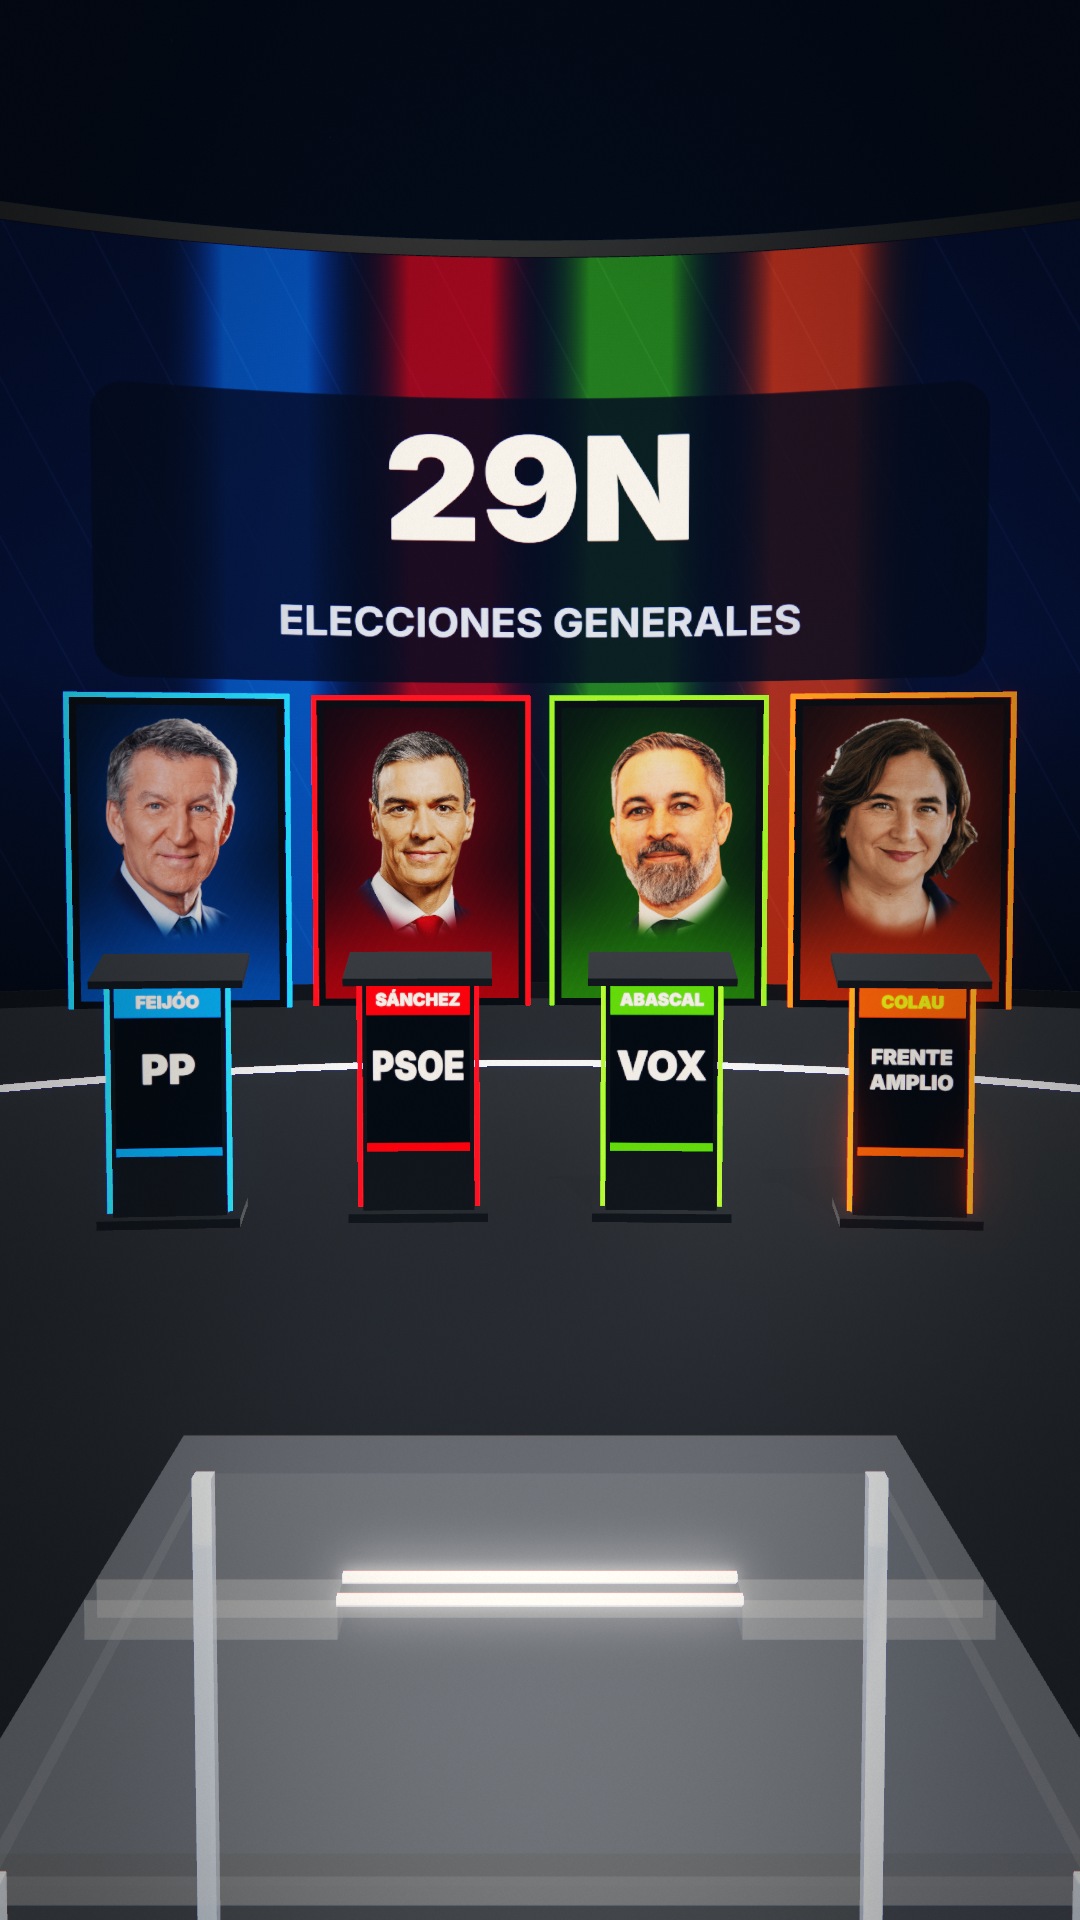 29N
ELECCIONES GENERALES
FEIJÓO
SÁNCHEZ
ABASCAL
COLAU
PP
PSOE
VOX
FRENTE
AMPLIO